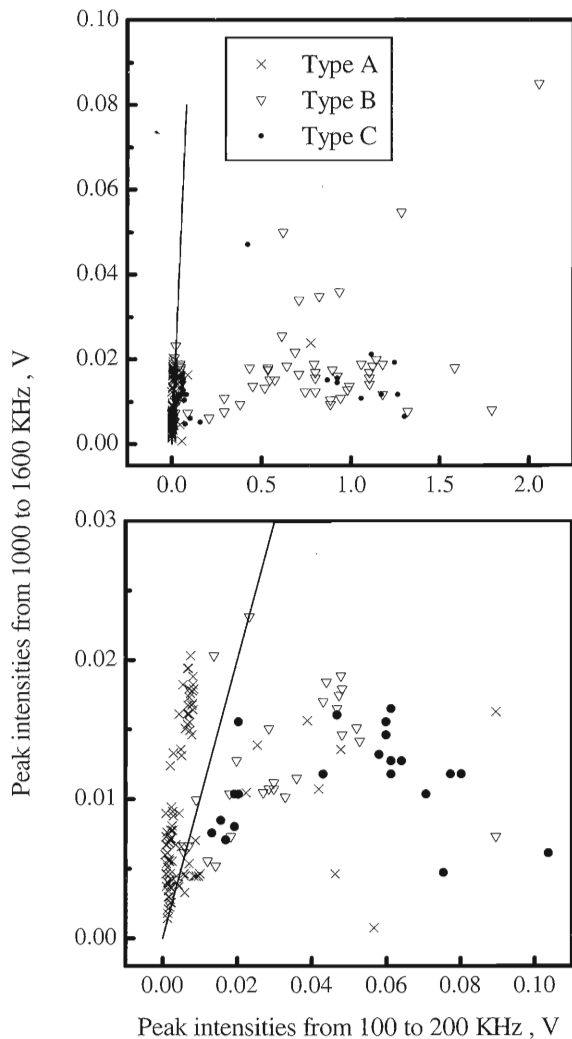 0.10
0.08
0.06
0.04
0.02
0.00
Type A
Type B
Type C
0.0 0.5 1.0 1.5 2.0
0.03
0.02
0.01
0.00
0.00 0.02 0.04 0.06 0.08 0.10
Peak intensities from 1000 to 1600 KHz , V
Peak intensities from 100 to 200 KHz , V